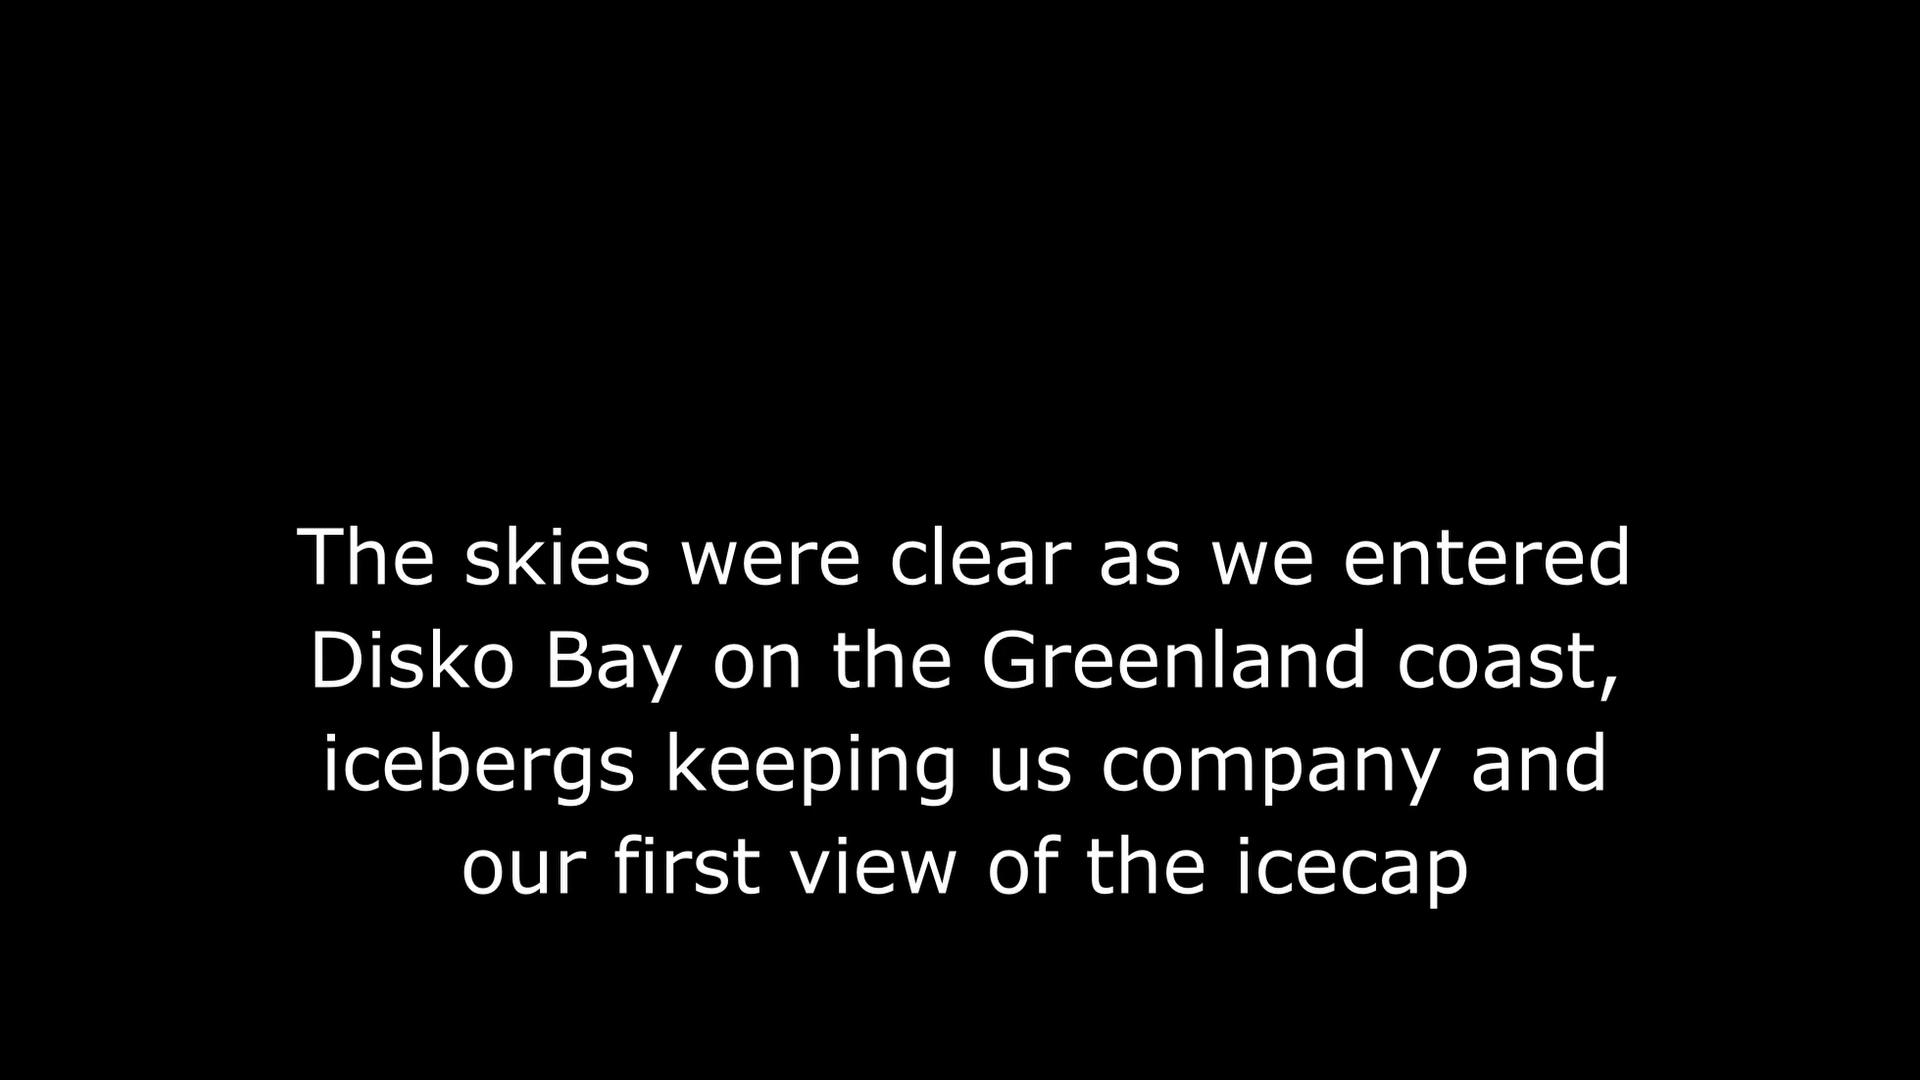 The skies were clear as we entered
Disko Bay on the Greenland coast,
icebergs keeping us company and
our first view of the icecap